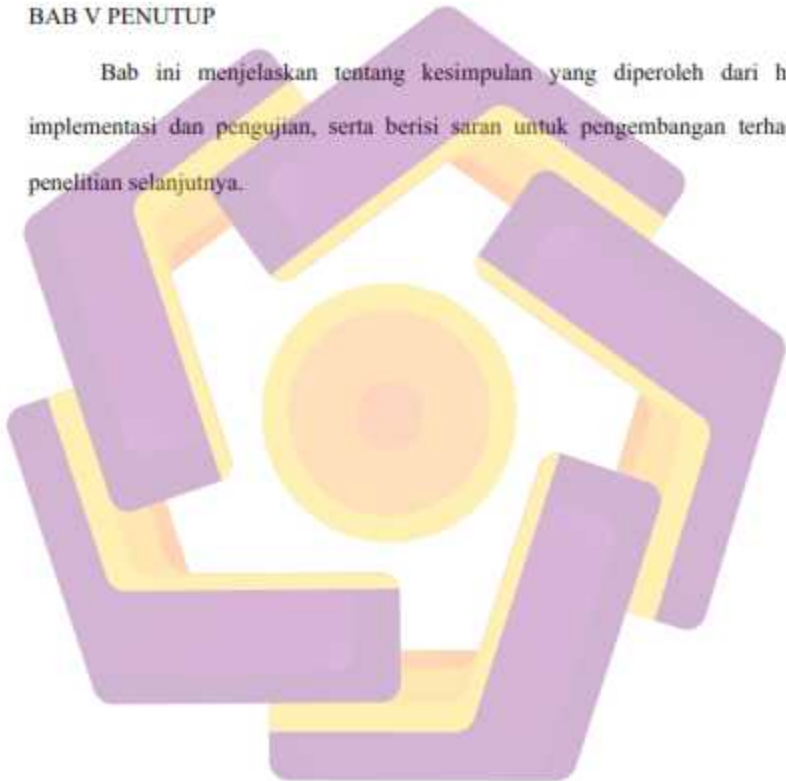 BAB V PENUTUP
Bab ini menjelaskan tentang kesimpulan yang diperoleh dari
implementasi dan pengujian, serta berisi saran untuk pengembangan
penelitian selanjutnya.